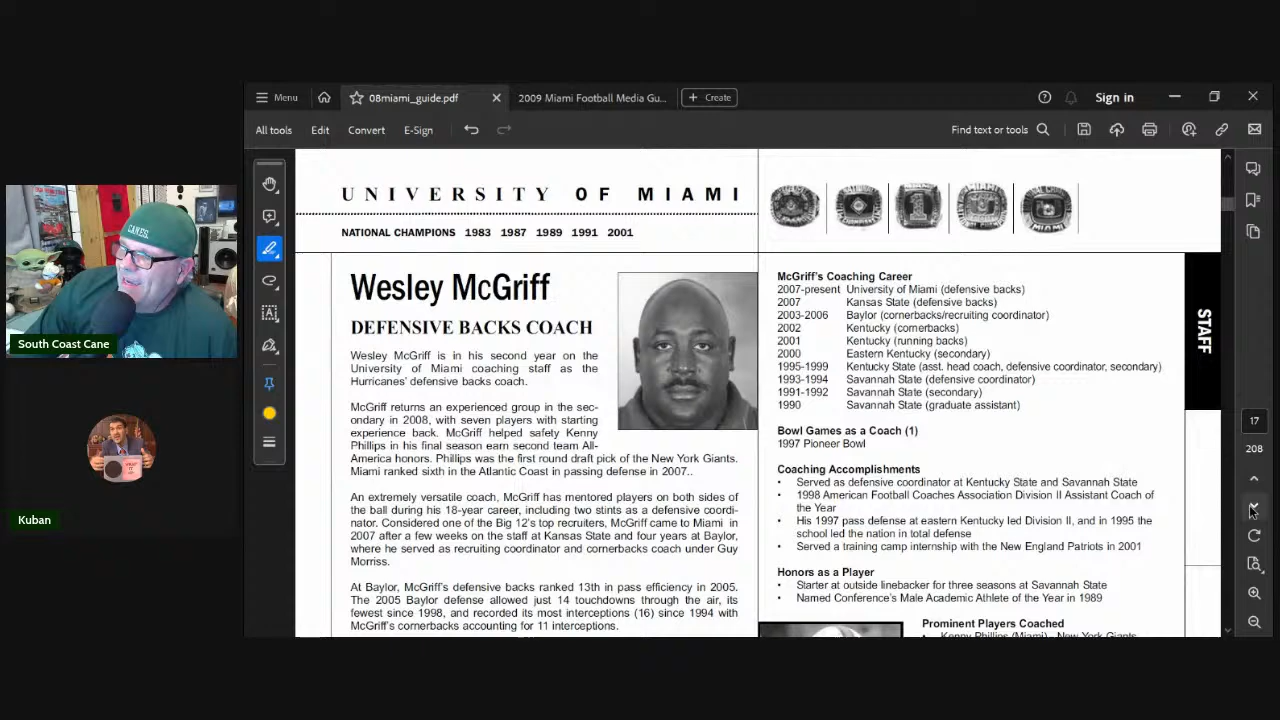 Menu
08miami_guide.pdf
2009 Miami Football Media Gu...
Create
Sign in
All tools
Edit
Convert
E-Sign
Find text or tools
UNIVERSITY OF MIAMI
NATIONAL CHAMPIONS 1983 1987 1989 1991 2001
Wesley McGriff
DEFENSIVE BACKS COACH
Wesley McGriff is in his second year on the
University of Miami coaching staff as the
Hurricanes' defensive backs coach.
McGriff returns an experienced group in the sec-
ondary in 2008, with seven players with starting
experience back. McGriff helped safety Kenny
Phillips in his final season earn second team All-
America honors. Phillips was the first round draft pick of the New York Giants.
Miami ranked sixth in the Atlantic Coast in passing defense in 2007..
An extremely versatile coach, McGriff has mentored players on both sides of
the ball during his 18-year career, including two stints as a defensive coordi-
nator. Considered one of the Big 12's top recruiters, McGriff came to Miami in
2007 after a few weeks on the staff at Kansas State and four years at Baylor,
where he served as recruiting coordinator and cornerbacks coach under Guy
Morriss.
At Baylor, McGriff's defensive backs ranked 13th in pass efficiency in 2005.
The 2005 Baylor defense allowed just 14 touchdowns through the air, its
fewest since 1998, and recorded its most interceptions (16) since 1994 with
McGriff's cornerbacks accounting for 11 interceptions.
McGriff's Coaching Career
2007-present University of Miami (defensive backs)
2007 Kansas State (defensive backs)
2003-2006 Baylor (cornerbacks/recruiting coordinator)
2002 Kentucky (cornerbacks)
2001 Kentucky (running backs)
2000 Eastern Kentucky (secondary)
1995-1999 Kentucky State (asst. head coach, defensive coordinator, secondary)
1993-1994 Savannah State (defensive coordinator)
1991-1992 Savannah State (secondary)
1990 Savannah State (graduate assistant)
Bowl Games as a Coach (1)
1997 Pioneer Bowl
Coaching Accomplishments
• Served as defensive coordinator at Kentucky State and Savannah State
• 1998 American Football Coaches Association Division II Assistant Coach of
the Year
• His 1997 pass defense at eastern Kentucky led Division II, and in 1995 the
school led the nation in total defense
• Served a training camp internship with the New England Patriots in 2001
Honors as a Player
• Starter at outside linebacker for three seasons at Savannah State
• Named Conference's Male Academic Athlete of the Year in 1989
Prominent Players Coached
• Kenny Phillips (Miami) - New York Giants
STAFF
17
208
CANES
South Coast Cane
Kuban